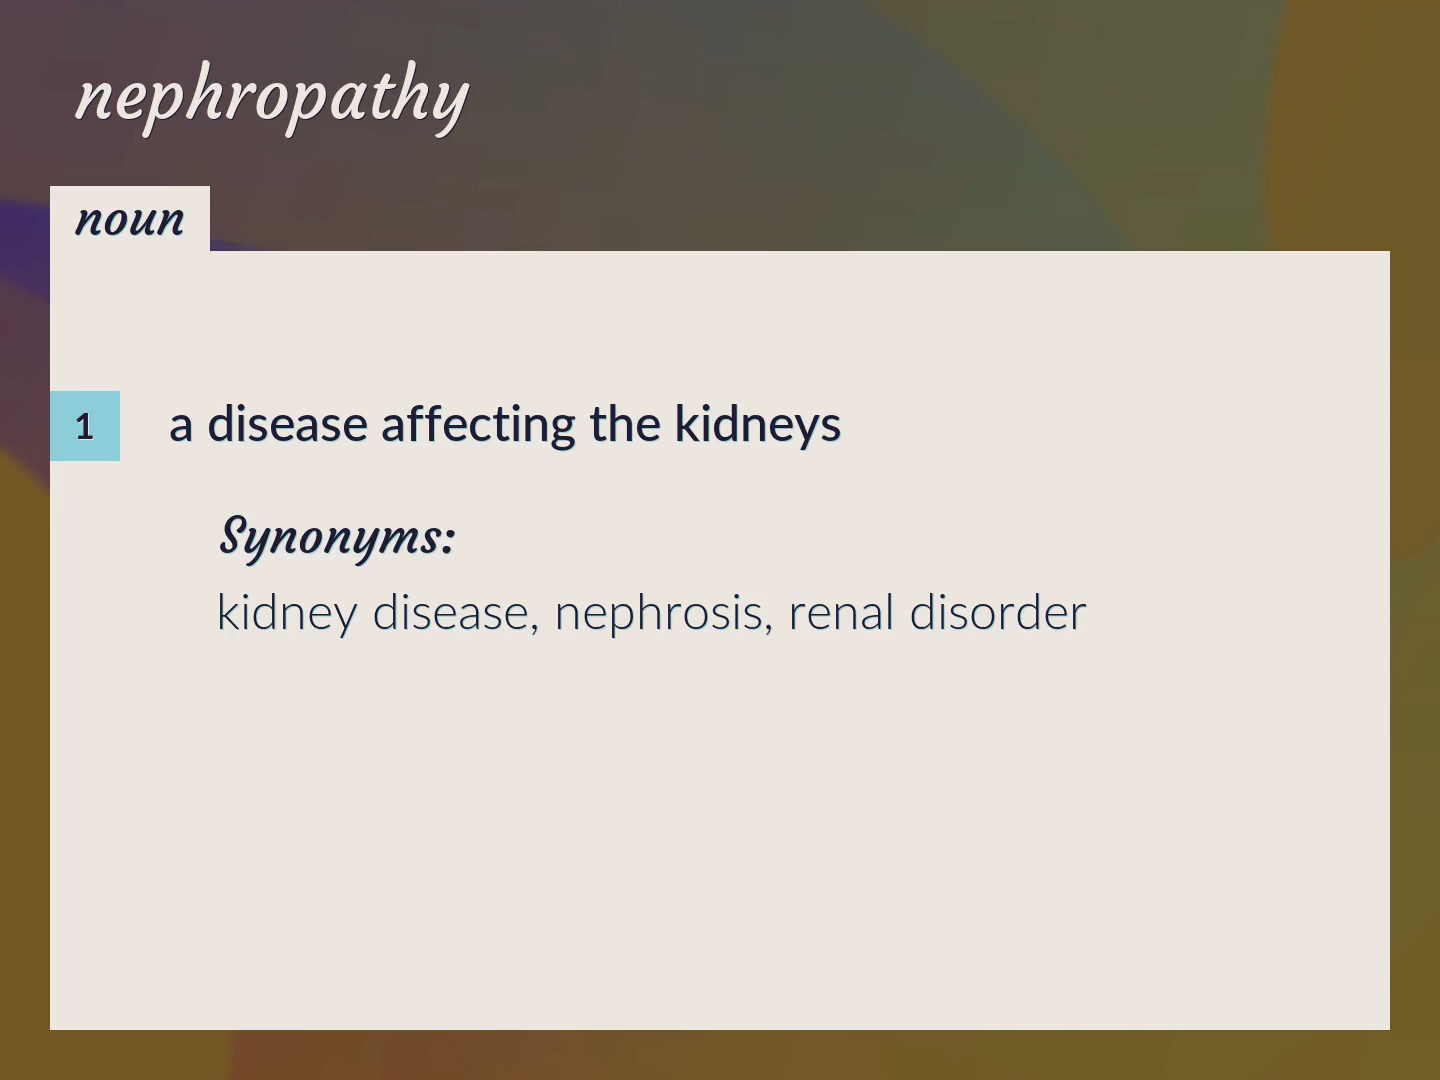 nephropathy
noun
1 a disease affecting the kidneys
Synonyms:
kidney disease, nephrosis, renal disorder